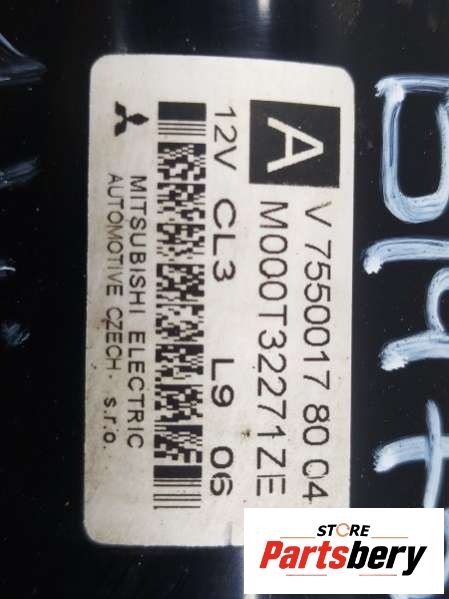 A
V 7550017 80 04
M000T32271ZE
12V CL3 L9 06
MITSUBISHI ELECTRIC
AUTOMOTIVE CZECH s.r.o.
STORE
Partsbery